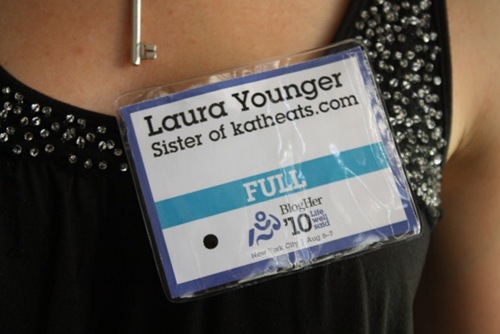 Laura Younger
Sister of katheats.com
FULL
BlogHer
'10 Life well said
New York City | Aug 6-7